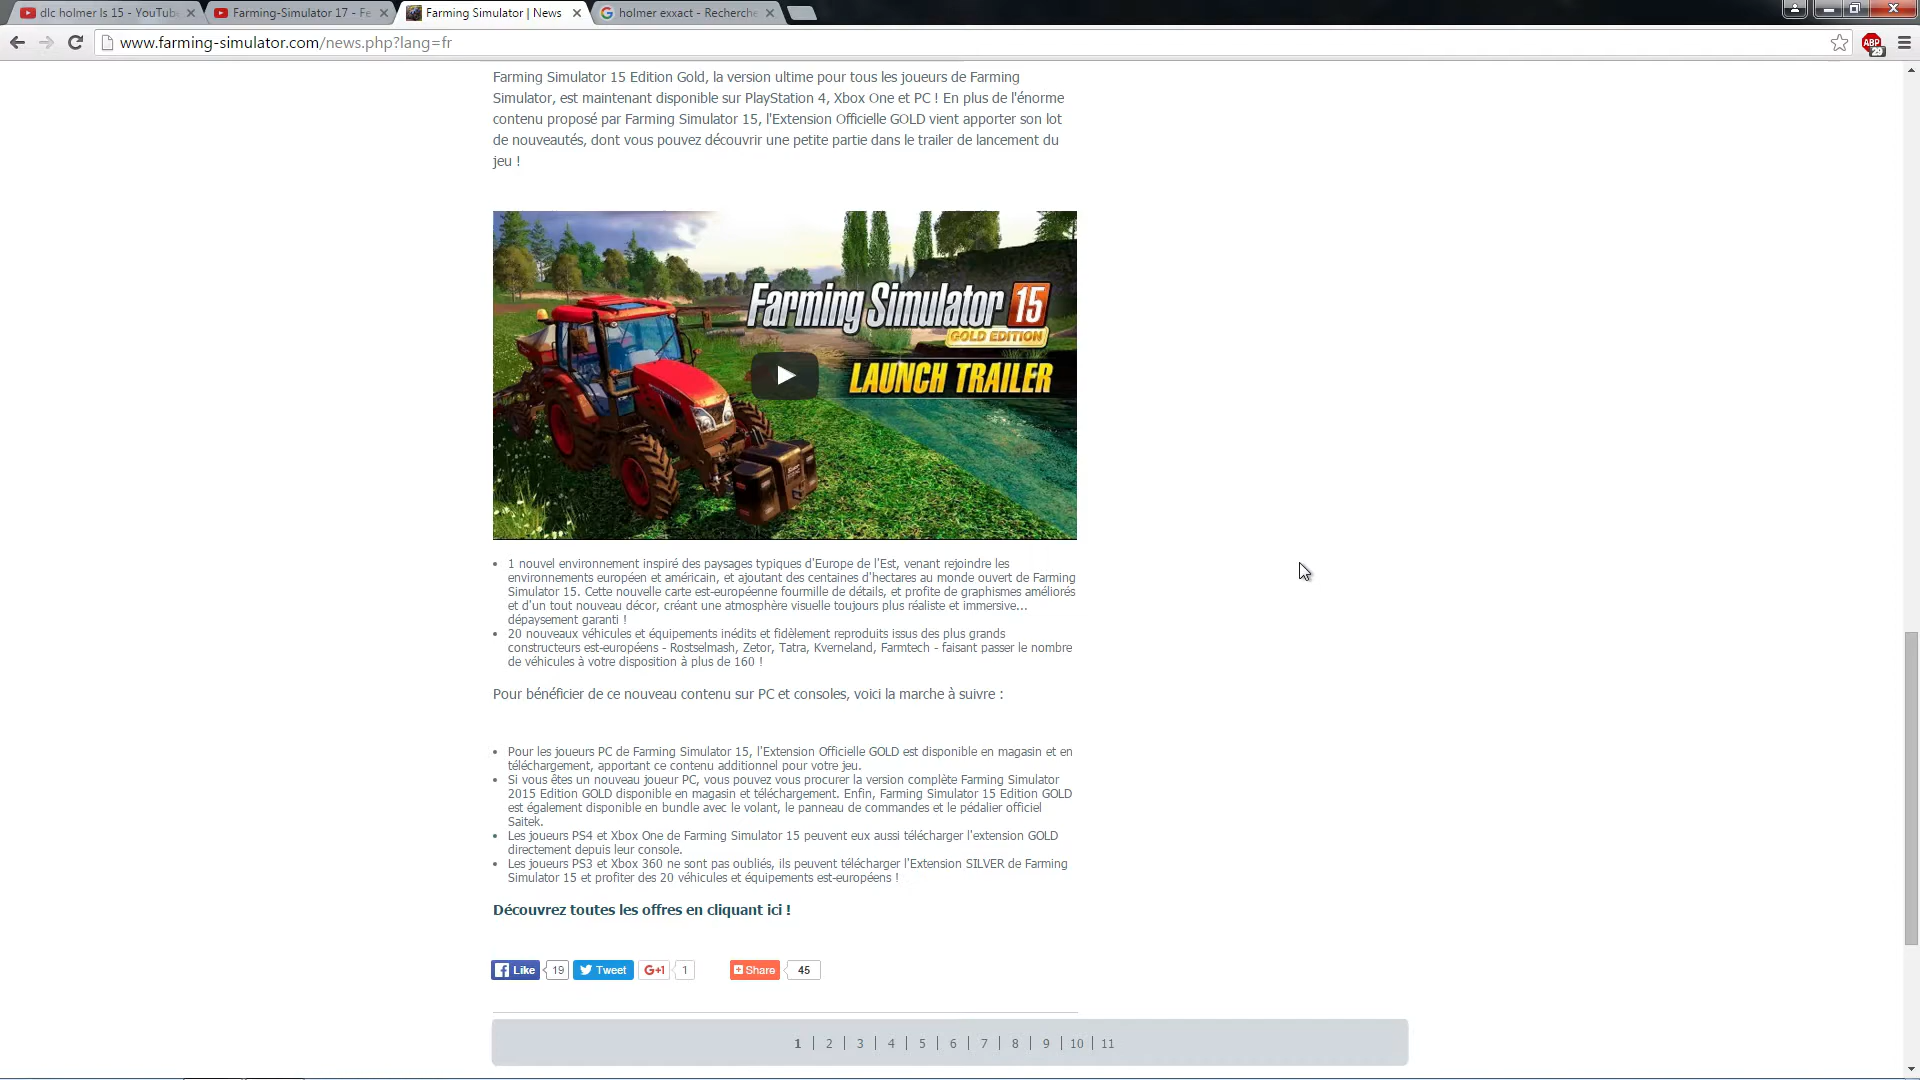 dlc holmer ls 15 - YouTub
Farming-Simulator 17 - Fe
Farming Simulator | News
holmer exxact - Recherche
www.farming-simulator.com/news.php?lang=fr
ABP
29
Farming Simulator 15 Edition Gold, la version ultime pour tous les joueurs de Farming
Simulator, est maintenant disponible sur PlayStation 4, Xbox One et PC ! En plus de l'énorme
contenu proposé par Farming Simulator 15, l'Extension Officielle GOLD vient apporter son lot
de nouveautés, dont vous pouvez découvrir une petite partie dans le trailer de lancement du
jeu !
Farming Simulator 15
GOLD EDITION
LAUNCH TRAILER
• 1 nouvel environnement inspiré des paysages typiques d'Europe de l'Est, venant rejoindre les
environnements européen et américain, et ajoutant des centaines d'hectares au monde ouvert de Farming
Simulator 15. Cette nouvelle carte est-européenne fourmille de détails, et profite de graphismes améliorés
et d'un tout nouveau décor, créant une atmosphère visuelle toujours plus réaliste et immersive...
dépaysement garanti !
• 20 nouveaux véhicules et équipements inédits et fidèlement reproduits issus des plus grands
constructeurs est-européens - Rostselmash, Zetor, Tatra, Kverneland, Farmtech - faisant passer le nombre
de véhicules à votre disposition à plus de 160 !
Pour bénéficier de ce nouveau contenu sur PC et consoles, voici la marche à suivre :
• Pour les joueurs PC de Farming Simulator 15, l'Extension Officielle GOLD est disponible en magasin et en
téléchargement, apportant ce contenu additionnel pour votre jeu.
• Si vous êtes un nouveau joueur PC, vous pouvez vous procurer la version complète Farming Simulator
2015 Edition GOLD disponible en magasin et téléchargement. Enfin, Farming Simulator 15 Edition GOLD
est également disponible en bundle avec le volant, le panneau de commandes et le pédalier officiel
Saitek.
• Les joueurs PS4 et Xbox One de Farming Simulator 15 peuvent eux aussi télécharger l'extension GOLD
directement depuis leur console.
• Les joueurs PS3 et Xbox 360 ne sont pas oubliés, ils peuvent télécharger l'Extension SILVER de Farming
Simulator 15 et profiter des 20 véhicules et équipements est-européens !
Découvrez toutes les offres en cliquant ici !
Like 19 Tweet G+1 1 Share 45
1 | 2 | 3 | 4 | 5 | 6 | 7 | 8 | 9 | 10 | 11